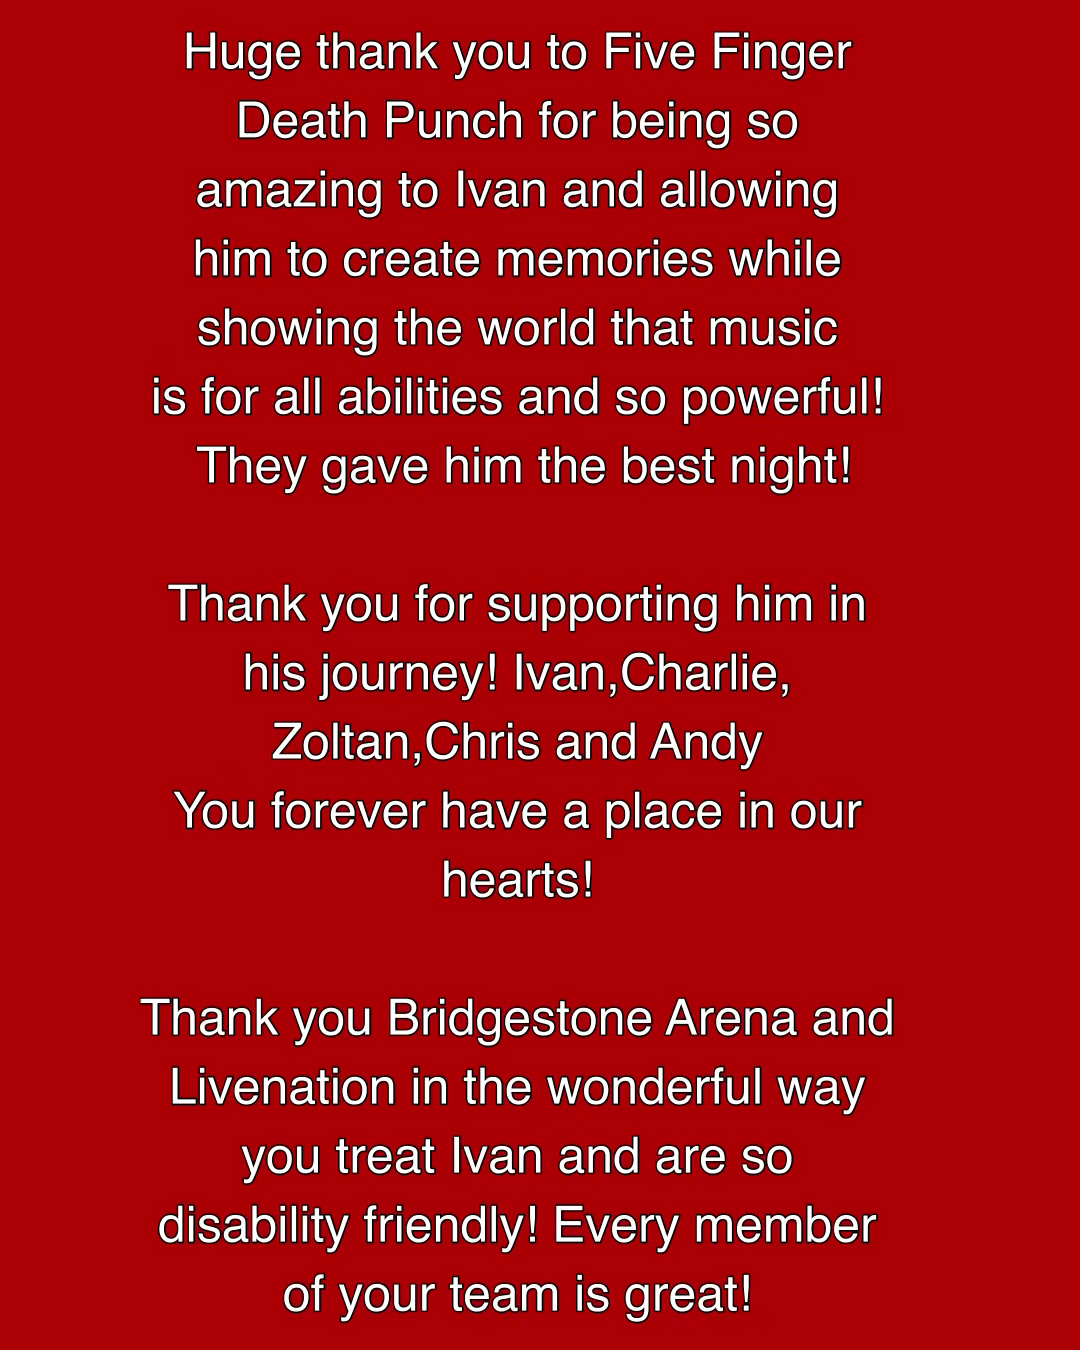 Huge thank you to Five Finger
Death Punch for being so
amazing to Ivan and allowing
him to create memories while
showing the world that music
is for all abilities and so powerful!
They gave him the best night!
Thank you for supporting him in
his journey! Ivan,Charlie,
Zoltan,Chris and Andy
You forever have a place in our
hearts!
Thank you Bridgestone Arena and
Livenation in the wonderful way
you treat Ivan and are so
disability friendly! Every member
of your team is great!